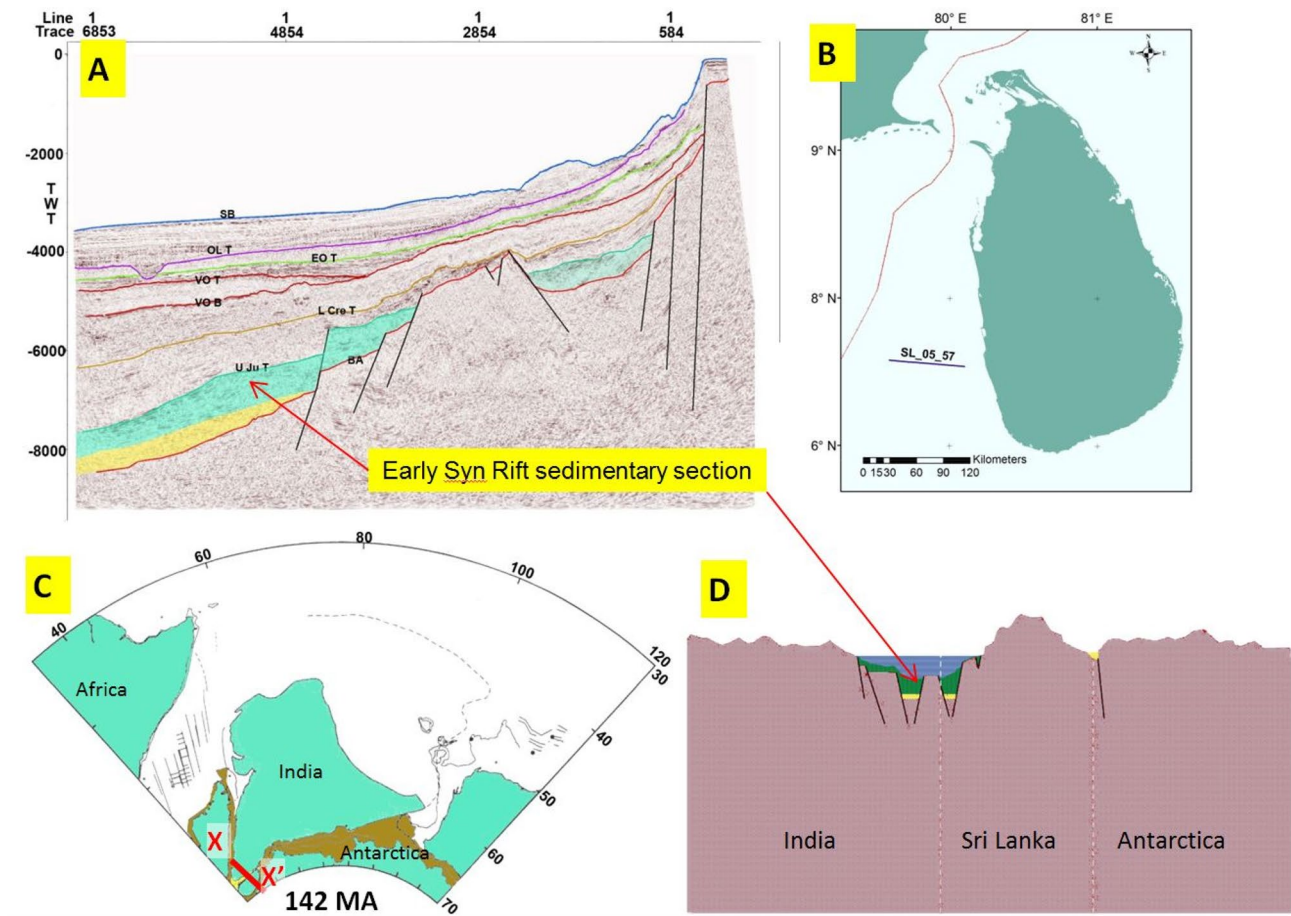 Line 1 1 1 1
Trace 6853 4854 2854 584
A
0
-2000
T
W
T
-4000
-6000
-8000
SB
OL T
EO T
VO T
VO B
L Cre T
U Ju T
BA
B
80° E 81° E
W E
N
S
9° N
8° N
SL_05_57
6° N
Kilometers
0 15 30 60 90 120
Early Syn Rift sedimentary section
C
40 60 80 100 120
30
40
50
60
70
Africa
India
Antarctica
X
X'
142 MA
D
India Sri Lanka Antarctica